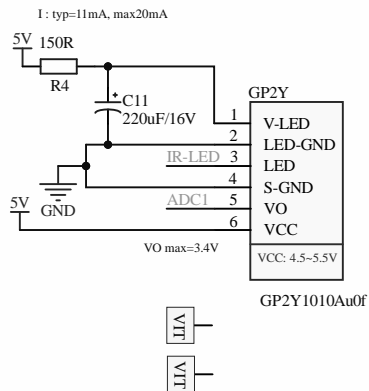 I : typ=11mA, max20mA
5V 150R
R4
C11
220uF/16V
GP2Y
1 V-LED
2 LED-GND
IR-LED 3 LED
4 S-GND
ADC1 5 VO
5V 6 VCC
GND
VO max=3.4V
VCC: 4.5~5.5V
GP2Y1010Au0f
VIT
VIT